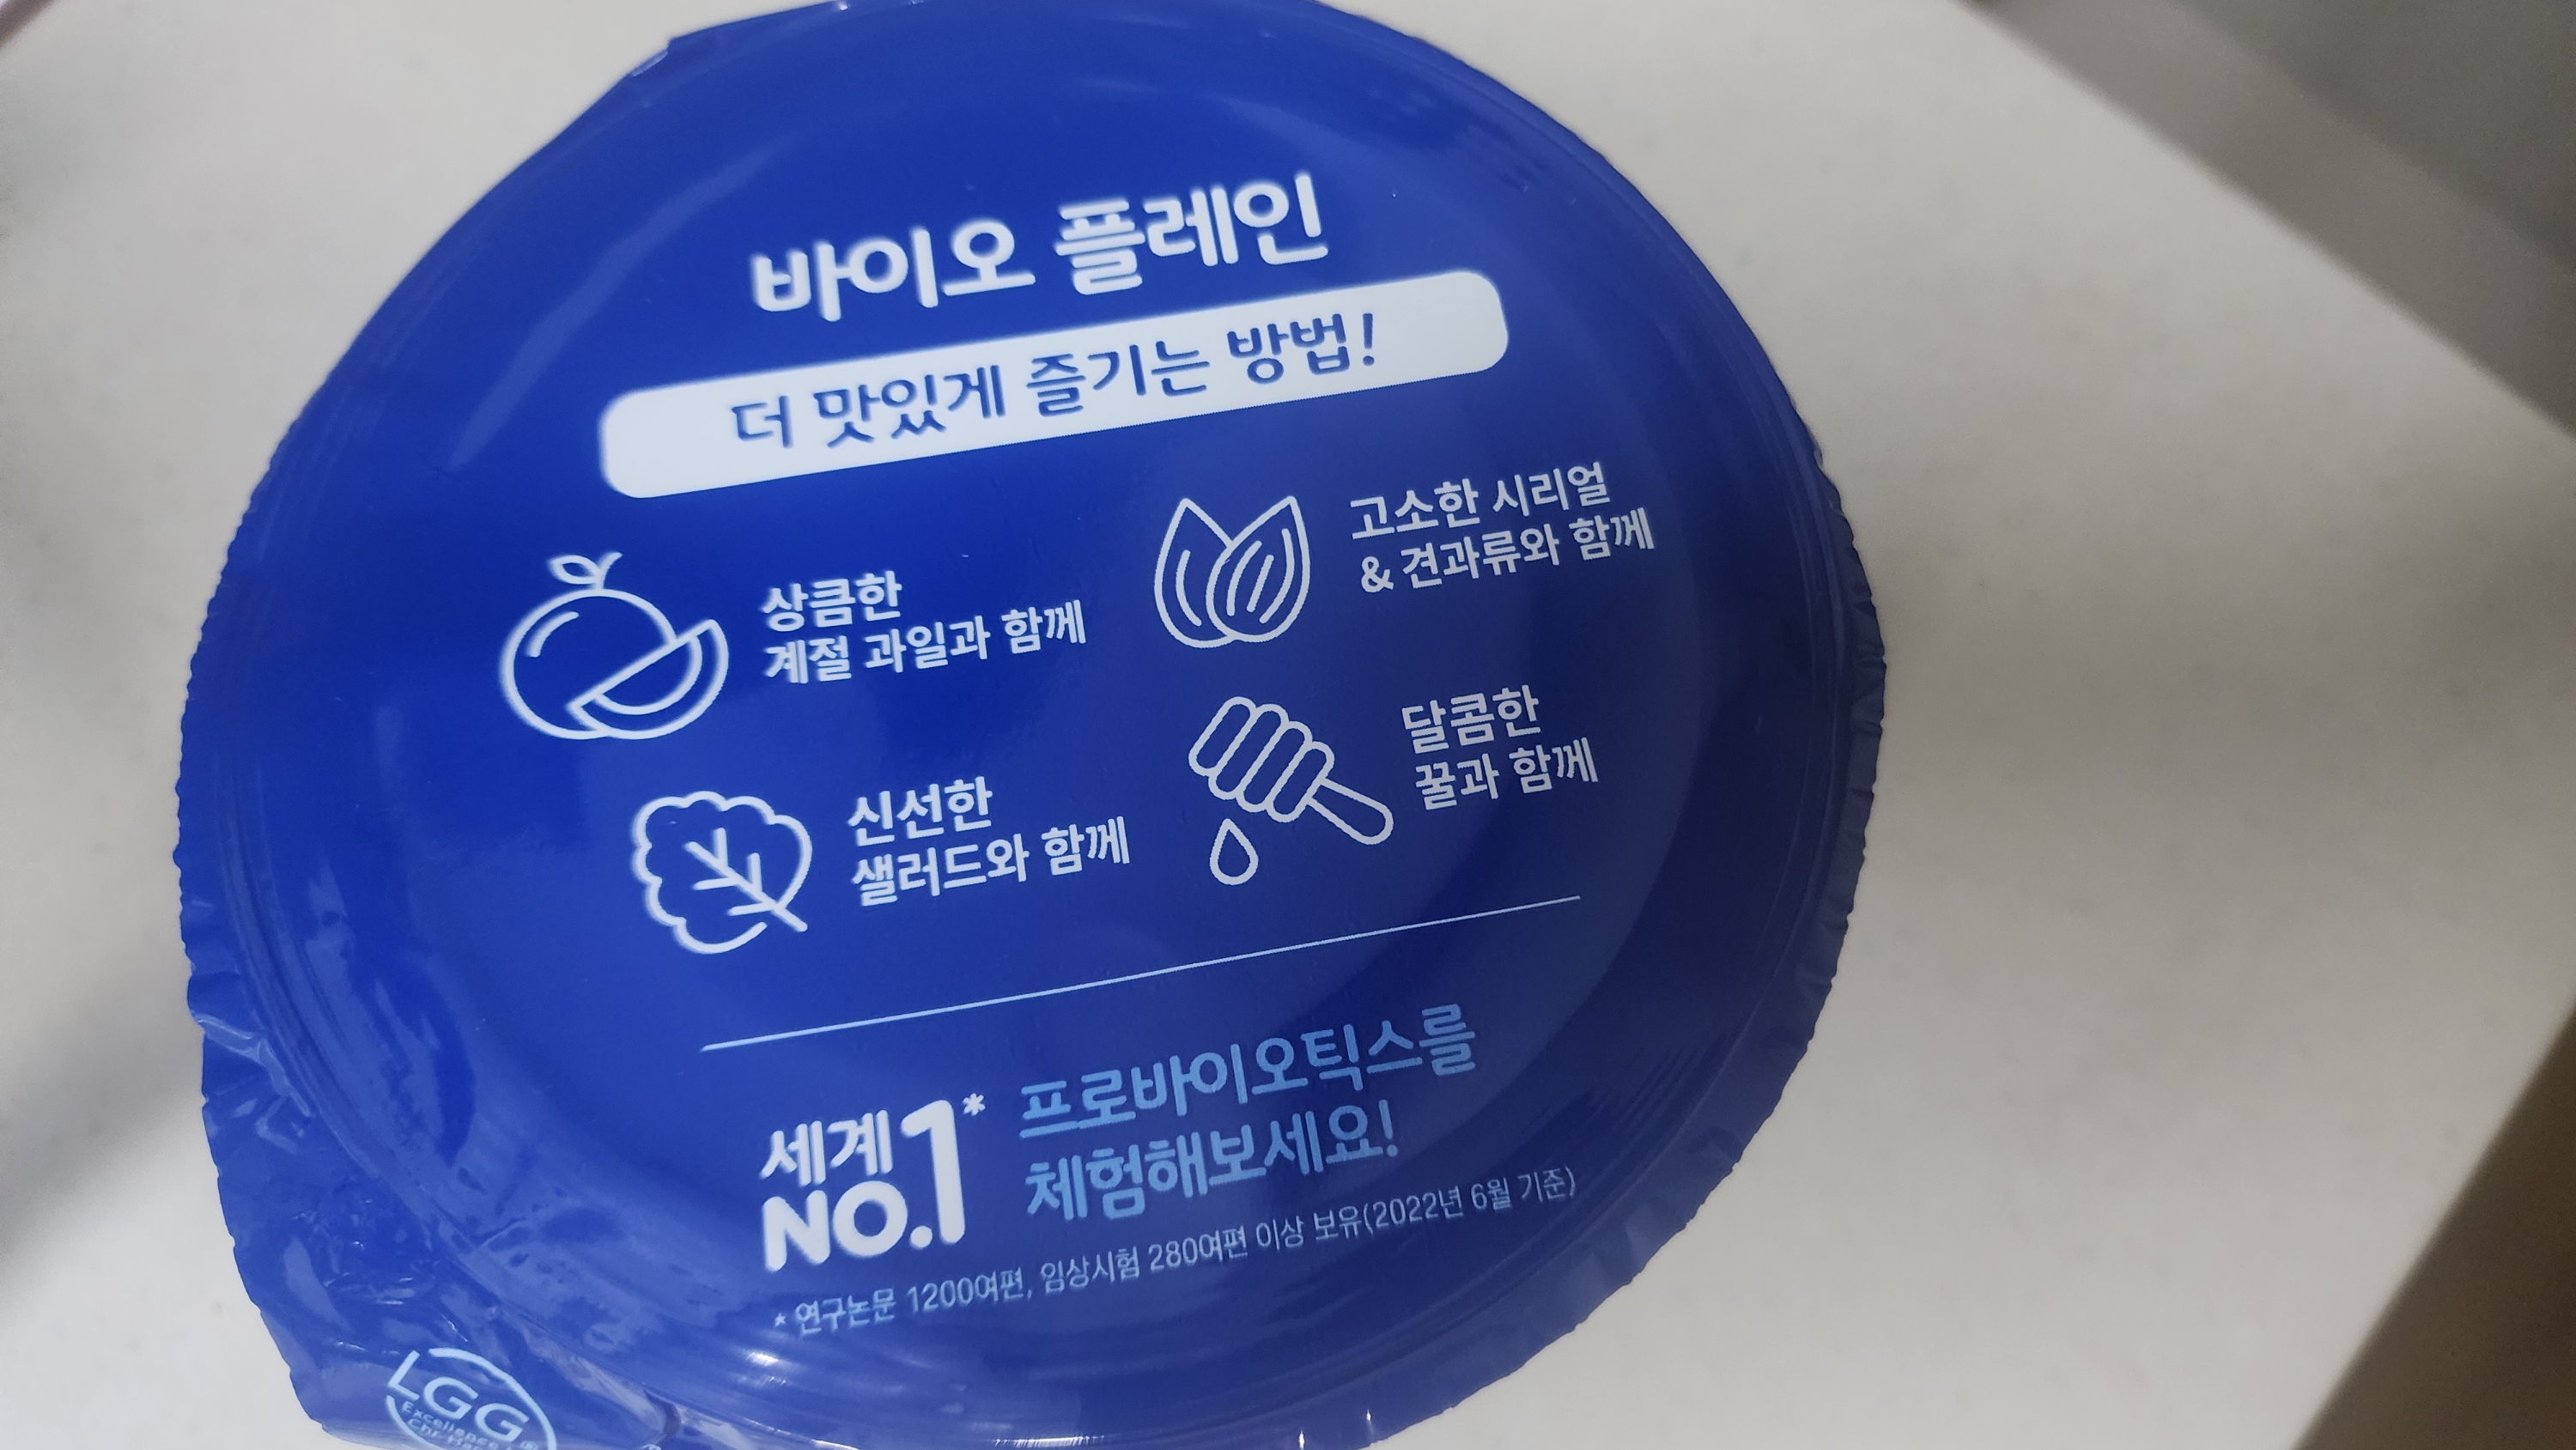 바이오 플레인
더 맛있게 즐기는 방법!
상큼한
계절 과일과 함께
고소한 시리얼
& 견과류와 함께
신선한
샐러드와 함께
달콤한
꿀과 함께
세계
NO.1*
프로바이오틱스를
체험해보세요!
* 연구논문 1200여편, 임상시험 280여편 이상 보유(2022년 6월 기준)
LGG®
Excellence